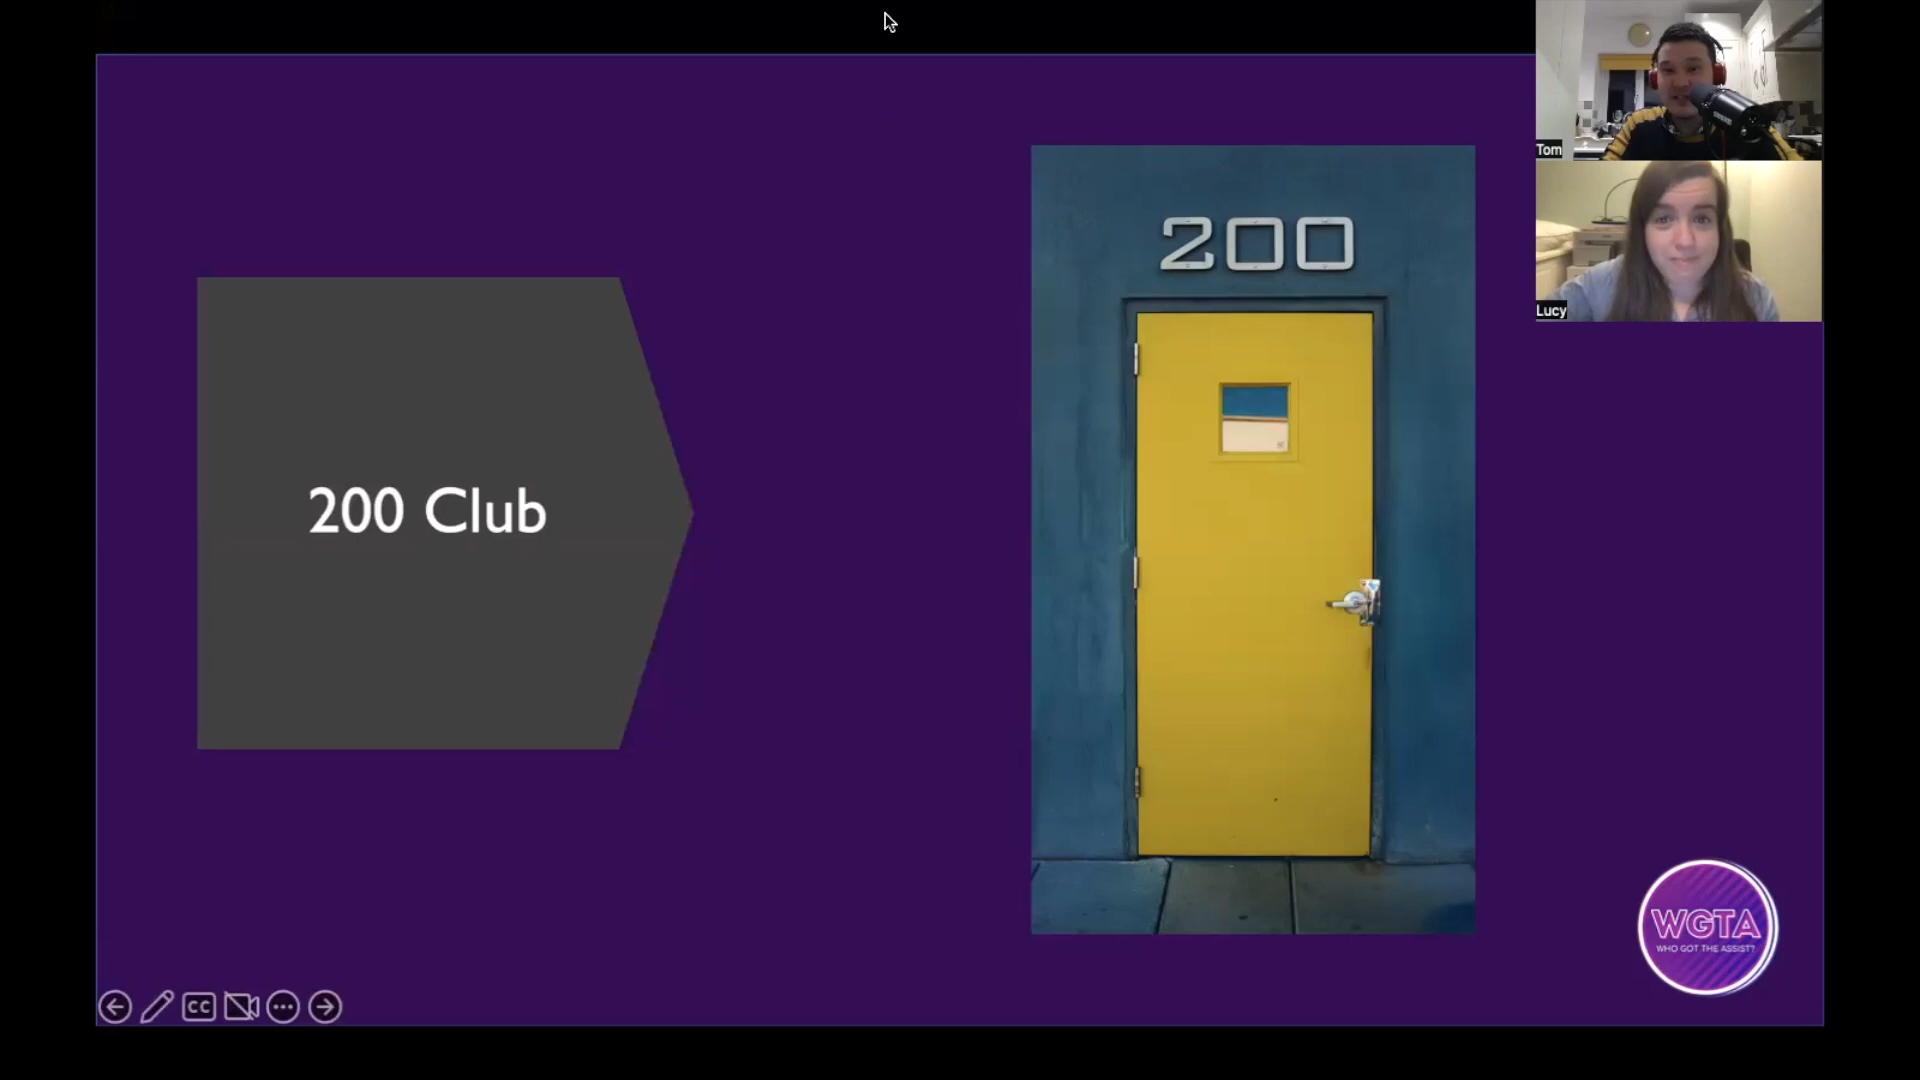 Tom
200
Lucy
200 Club
WGTA
WHO GOT THE ASSIST?
CC